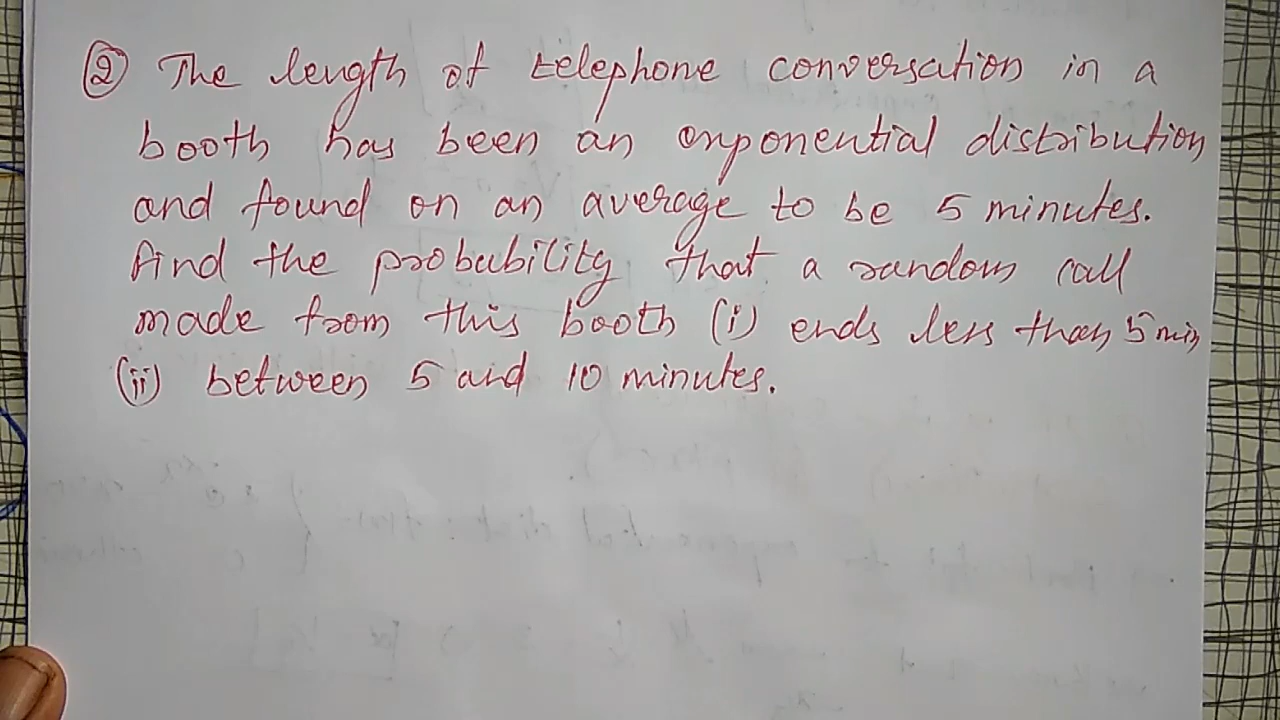 ② The length of telephone conversation in a
booth has been an exponential distribution
and found on an average to be 5 minutes.
Find the probability that a random call
made from this booth (i) ends less than 5 min
(ii) between 5 and 10 minutes.